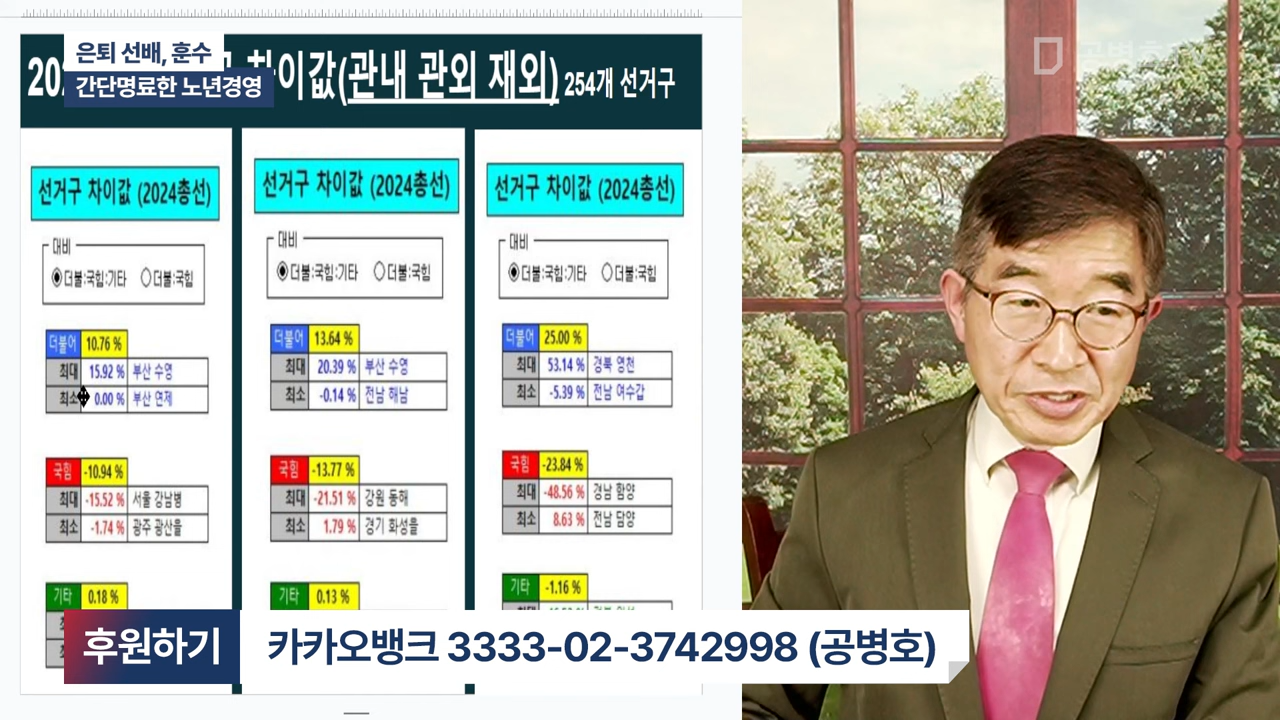 은퇴 선배, 훈수
간단명료한 노년경영
차이값(관내 관외 재외) 254개 선거구
공병호
선거구 차이값 (2024총선)
대비
더불:국힘:기타 더불:국힘
더불어 10.76 %
최대 15.92 % 부산 수영
최소 0.00 % 부산 연제
국힘 -10.94 %
최대 -15.52 % 서울 강남병
최소 -1.74 % 광주 광산을
기타 0.18 %
선거구 차이값 (2024총선)
대비
더불:국힘:기타 더불:국힘
더불어 13.64 %
최대 20.39 % 부산 수영
최소 -0.14 % 전남 해남
국힘 -13.77 %
최대 -21.51 % 강원 동해
최소 1.79 % 경기 화성을
기타 0.13 %
선거구 차이값 (2024총선)
대비
더불:국힘:기타 더불:국힘
더불어 25.00 %
최대 53.14 % 경북 영천
최소 -5.39 % 전남 여수갑
국힘 -23.84 %
최대 -48.56 % 경남 함양
최소 8.63 % 전남 담양
기타 -1.16 %
후원하기
카카오뱅크 3333-02-3742998 (공병호)